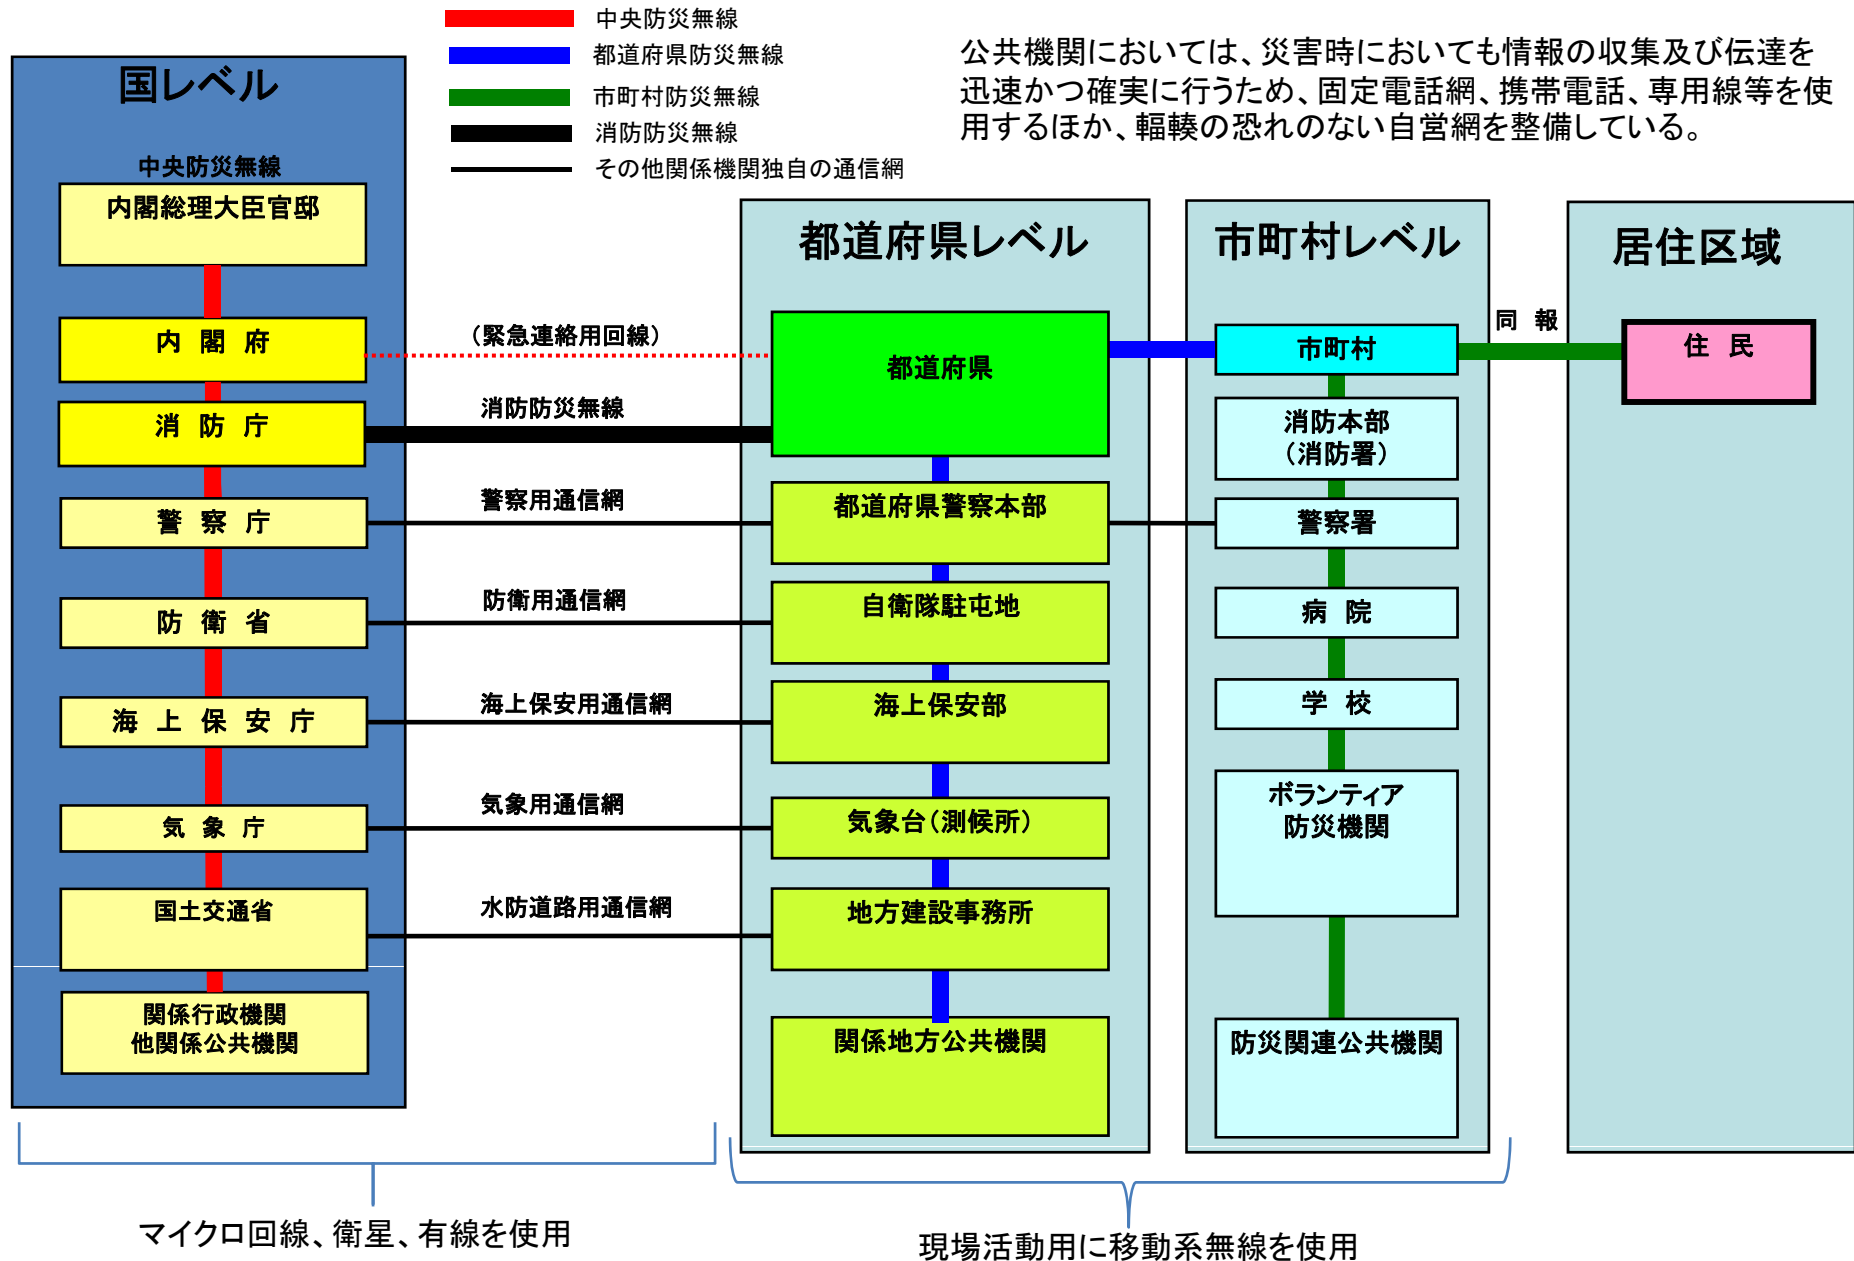 中央防災無線
都道府県防災無線
市町村防災無線
消防防災無線
その他関係機関独自の通信網
公共機関においては、災害時においても情報の収集及び伝達を
迅速かつ確実に行うため、固定電話網、携帯電話、専用線等を使
用するほか、輻輳の恐れのない自営網を整備している。
国レベル
中央防災無線
内閣総理大臣官邸
内 閣 府
消 防 庁
警 察 庁
防 衛 省
海 上 保 安 庁
気 象 庁
国土交通省
関係行政機関
他関係公共機関
（緊急連絡用回線）
消防防災無線
警察用通信網
防衛用通信網
海上保安用通信網
気象用通信網
水防道路用通信網
都道府県レベル
都道府県
都道府県警察本部
自衛隊駐屯地
海上保安部
気象台（測候所）
地方建設事務所
関係地方公共機関
市町村レベル
市町村
消防本部
（消防署）
警察署
病 院
学 校
ボランティア
防災機関
防災関連公共機関
同 報
居住区域
住 民
マイクロ回線、衛星、有線を使用
現場活動用に移動系無線を使用